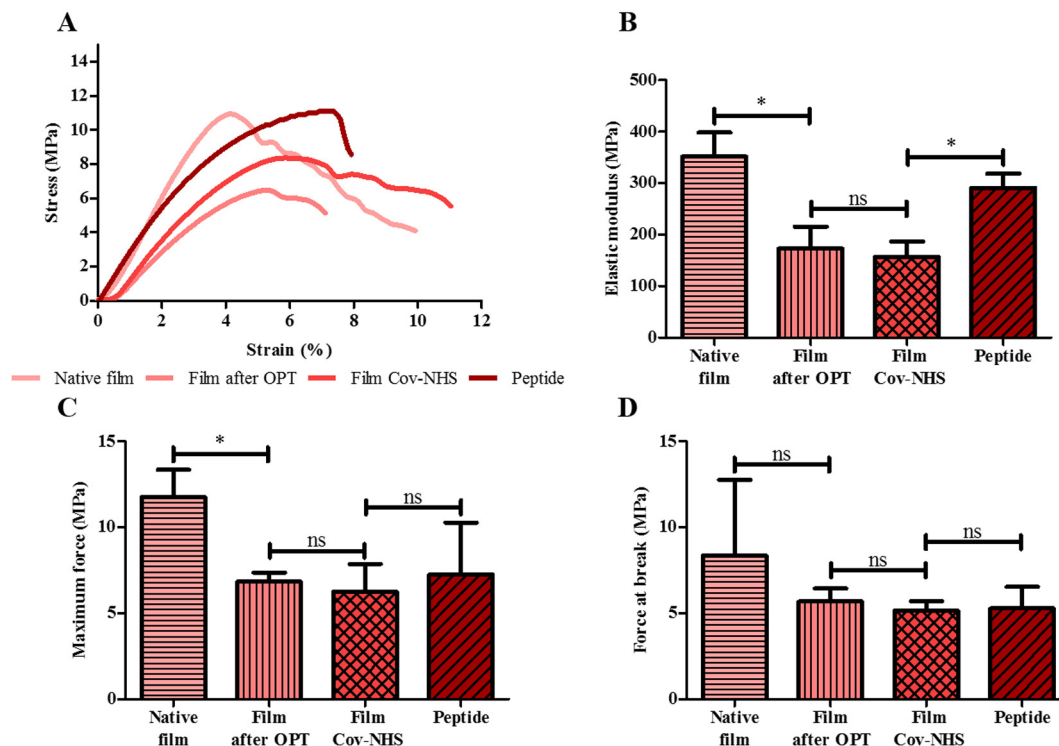 A
Stress (MPa)
14
12
10
8
6
4
2
0
0 2 4 6 8 10 12
Strain (%)
Native film Film after OPT Film Cov-NHS Peptide
B
Elastic modulus (MPa)
500
400
300
200
100
0
*
ns
*
Native film
Film after OPT
Film Cov-NHS
Peptide
C
Maximum force (MPa)
15
10
5
0
*
ns
ns
Native film
Film after OPT
Film Cov-NHS
Peptide
D
Force at break (MPa)
15
10
5
0
ns
ns
ns
Native film
Film after OPT
Film Cov-NHS
Peptide